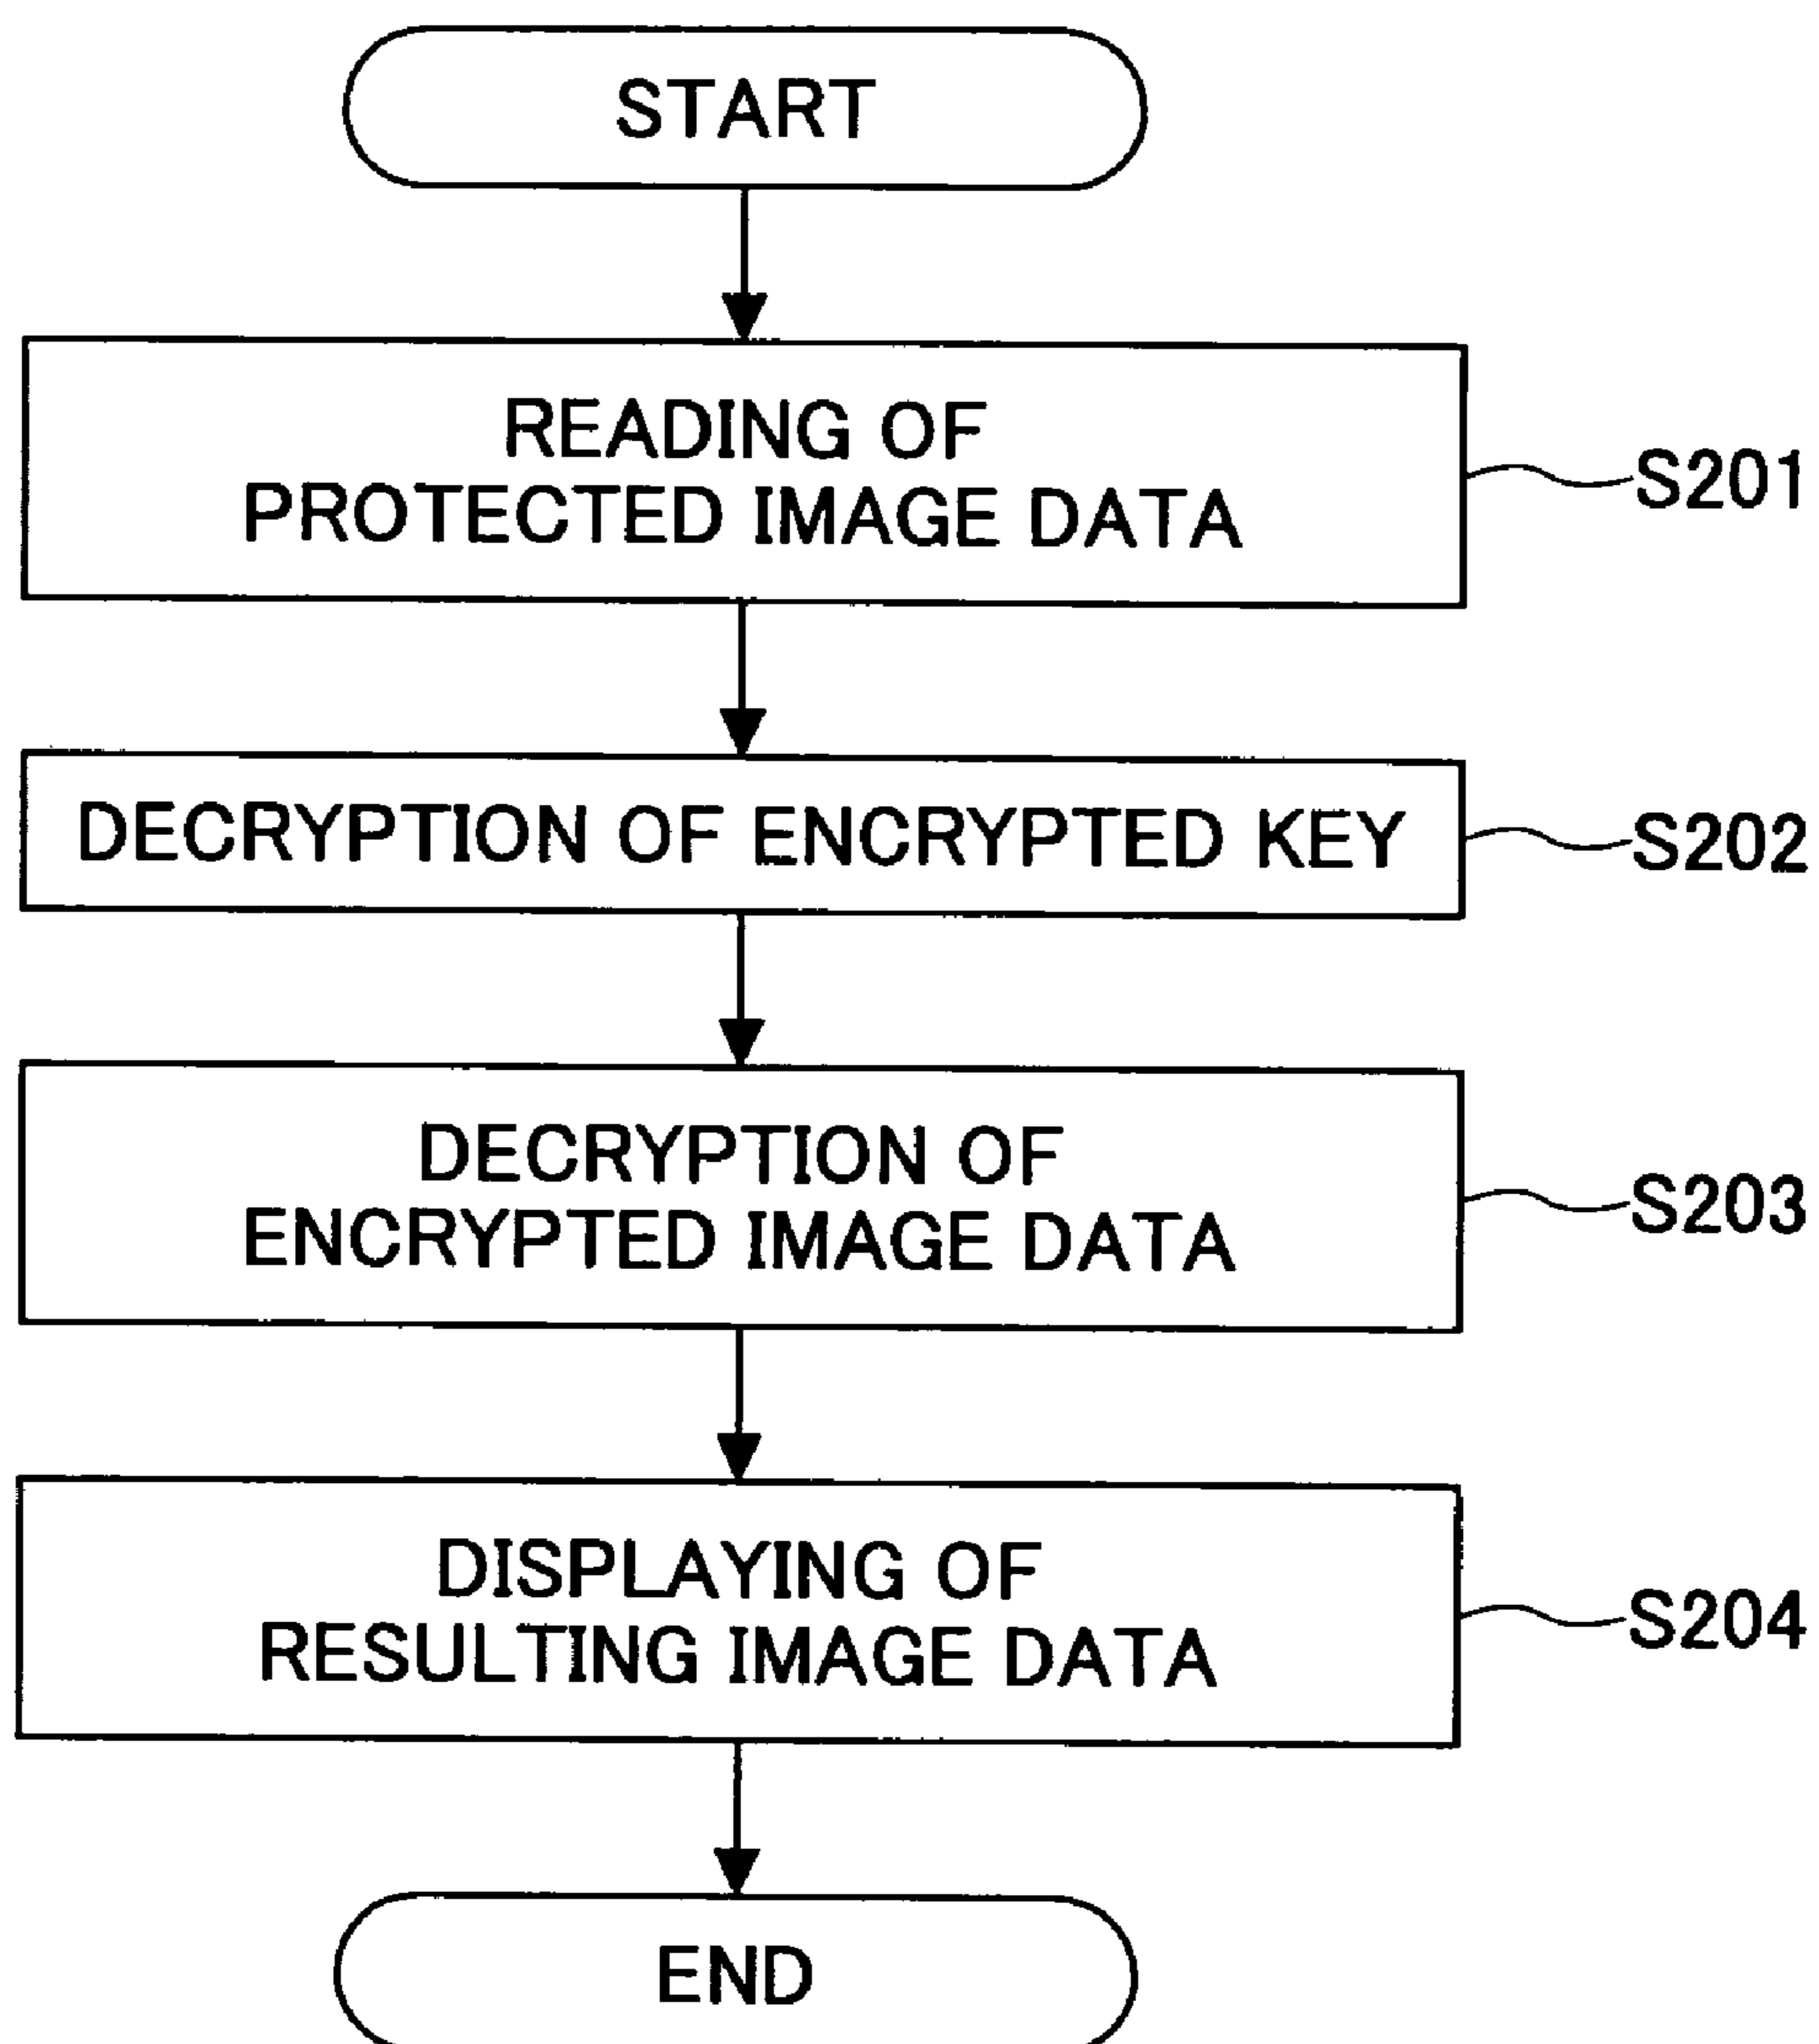 START
READING OF
PROTECTED IMAGE DATA
S201
DECRYPTION OF ENCRYPTED KEY
S202
DECRYPTION OF
ENCRYPTED IMAGE DATA
S203
DISPLAYING OF
RESULTING IMAGE DATA
S204
END